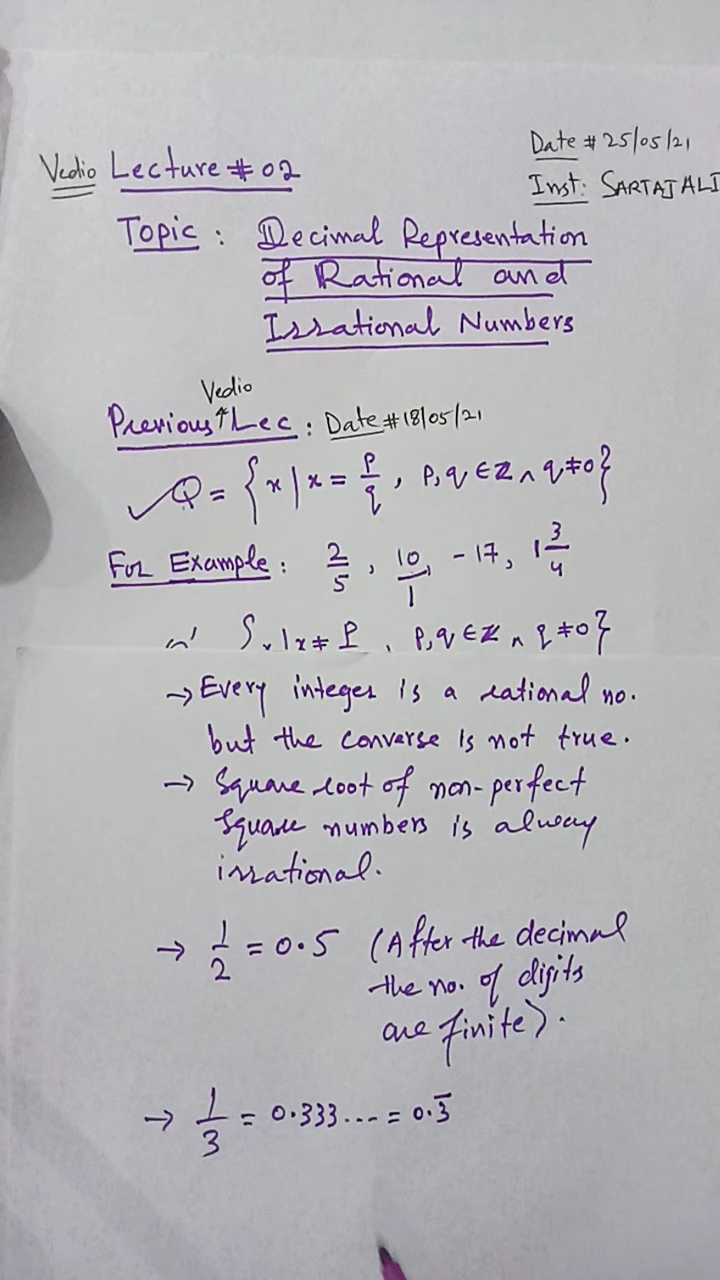 Vedio Lecture # 02
Date # 25/05/21
Inst: SARTAJ ALI
Topic : Decimal Representation
of Rational and
Irrational Numbers
Vedio
Previous ↑ Lec : Date # 18/05/21
✓ Q = {x | x = p/q, p, q ∈ Z ∧ q ≠ 0}
For Example : 2/5, 10/1, -17, 1 3/4
| x ≠ p , p, q ∈ Z ∧ q ≠ 0}
→ Every integer is a rational no.
but the converse is not true.
→ Square root of non-perfect
square numbers is alway
irrational.
→ 1/2 = 0.5 (After the decimal
the no. of digits
are finite).
→ 1/3 = 0.333.... = 0.3̅